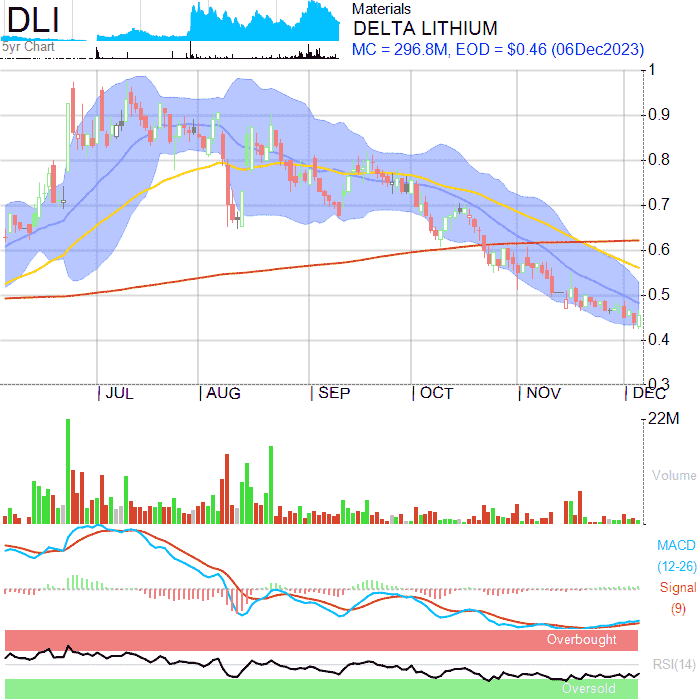 DLI
5yr Chart
Materials
DELTA LITHIUM
MC = 296.8M, EOD = $0.46 (06Dec2023)
1
0.9
0.8
0.7
0.6
0.5
0.4
0.3
JUL AUG SEP OCT NOV DEC
22M
Volume
MACD
(12-26)
Signal
(9)
Overbought
RSI(14)
Oversold